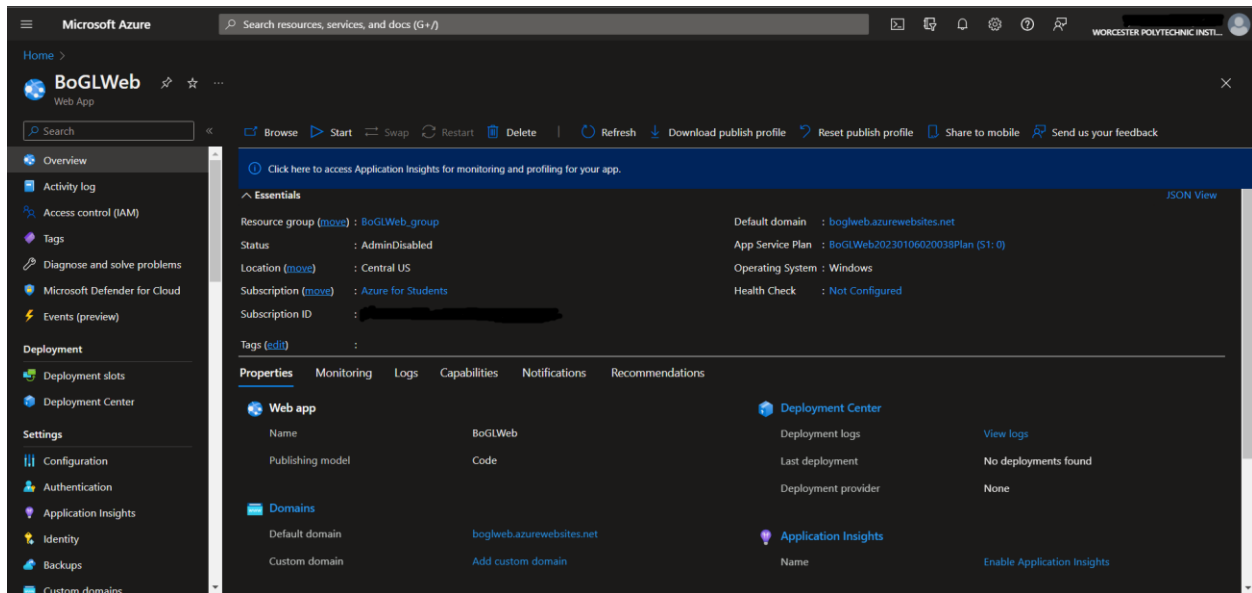 Microsoft Azure
Search resources, services, and docs (G+/)
WORCESTER POLYTECHNIC INSTI...
Home >
BoGLWeb
Web App
Search
Browse Start Swap Restart Delete Refresh Download publish profile Reset publish profile Share to mobile Send us your feedback
Overview
Activity log
Access control (IAM)
Tags
Diagnose and solve problems
Microsoft Defender for Cloud
Events (preview)
Deployment
Deployment slots
Deployment Center
Settings
Configuration
Authentication
Application Insights
Identity
Backups
Custom domains
Click here to access Application Insights for monitoring and profiling for your app.
Essentials
JSON View
Resource group (move) : BoGLWeb_group
Status : AdminDisabled
Location (move) : Central US
Subscription (move) : Azure for Students
Subscription ID :
Default domain : boglweb.azurewebsites.net
App Service Plan : BoGLWeb20230106020038Plan (S1: 0)
Operating System : Windows
Health Check : Not Configured
Tags (edit) :
Properties Monitoring Logs Capabilities Notifications Recommendations
Web app
Name BoGLWeb
Publishing model Code
Domains
Default domain boglweb.azurewebsites.net
Custom domain Add custom domain
Deployment Center
Deployment logs View logs
Last deployment No deployments found
Deployment provider None
Application Insights
Name Enable Application Insights